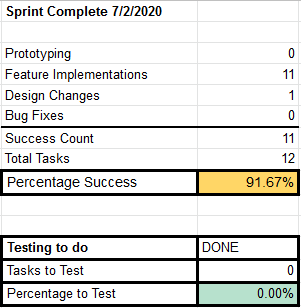 Sprint Complete 7/2/2020
Prototyping 0
Feature Implementations 11
Design Changes 1
Bug Fixes 0
Success Count 11
Total Tasks 12
Percentage Success 91.67%
Testing to do DONE
Tasks to Test 0
Percentage to Test 0.00%